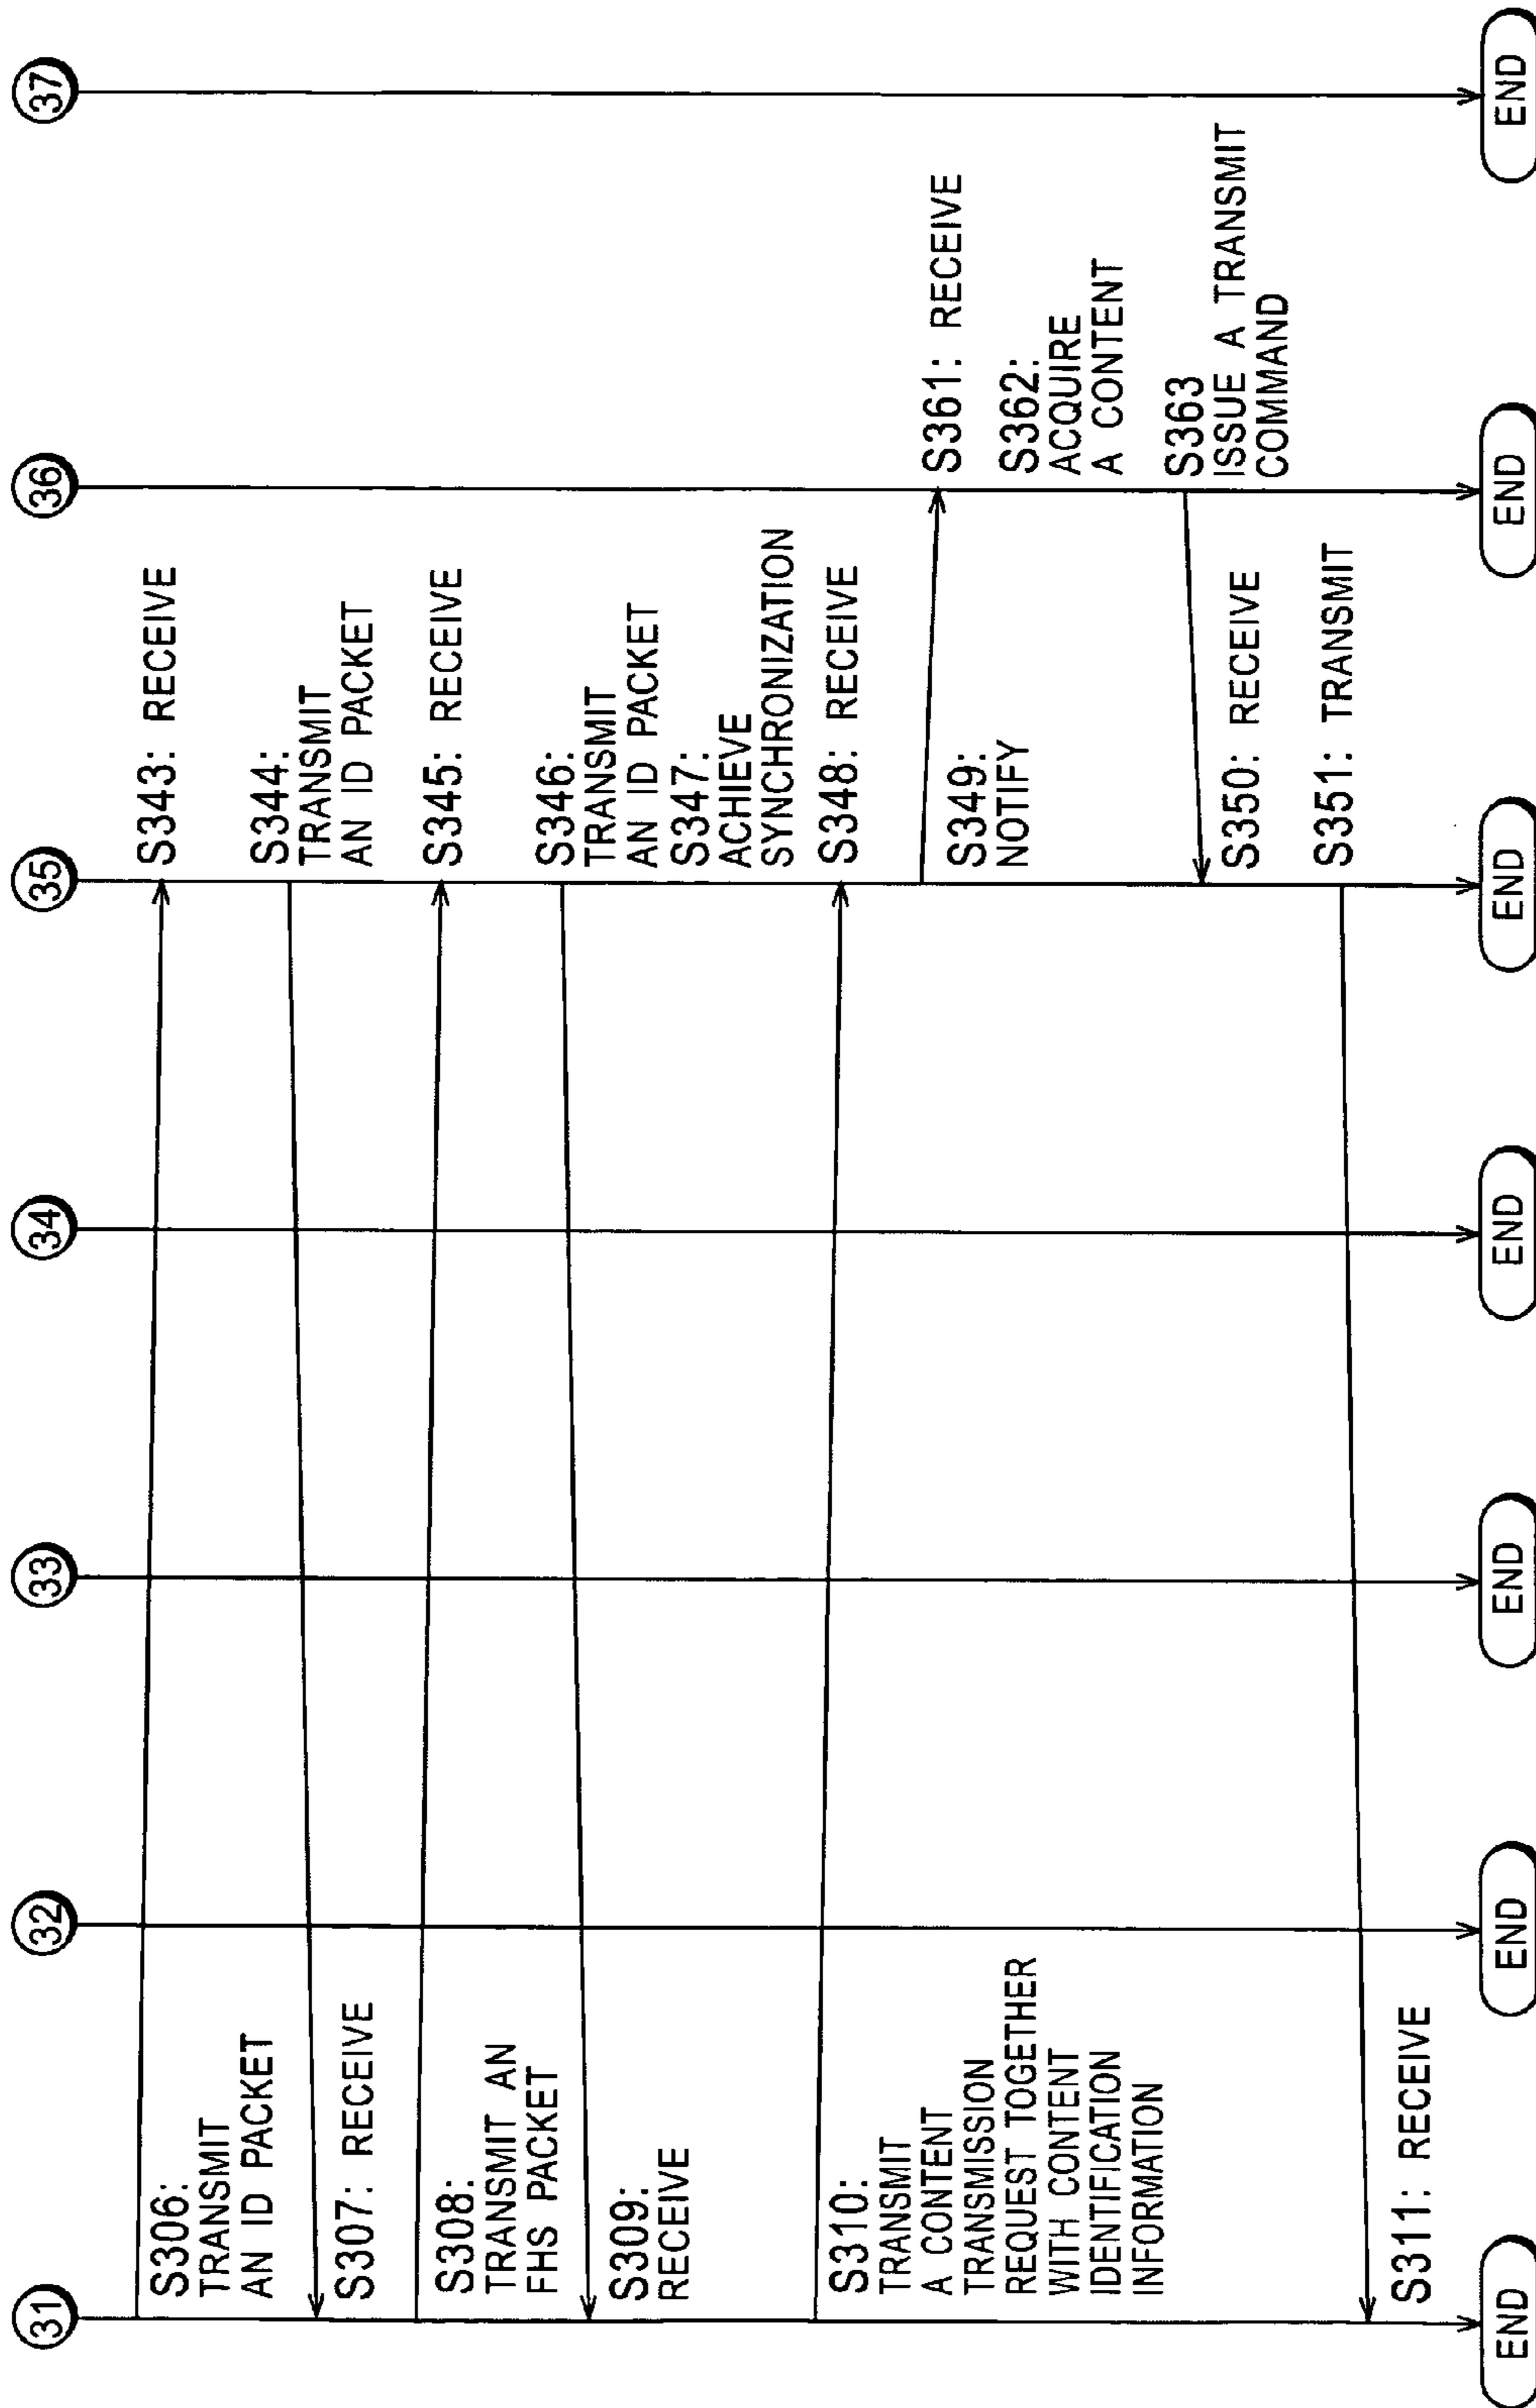 31
32
33
34
35
36
37
S306:
TRANSMIT
AN ID PACKET
S343: RECEIVE
S344:
TRANSMIT
AN ID PACKET
S307: RECEIVE
S308:
TRANSMIT AN
FHS PACKET
S345: RECEIVE
S346:
TRANSMIT
AN ID PACKET
S309:
RECEIVE
S347:
ACHIEVE
SYNCHRONIZATION
S310:
TRANSMIT
A CONTENT
TRANSMISSION
REQUEST TOGETHER
WITH CONTENT
IDENTIFICATION
INFORMATION
S348: RECEIVE
S349:
NOTIFY
S361: RECEIVE
S362:
ACQUIRE
A CONTENT
S363
ISSUE A TRANSMIT
COMMAND
S350: RECEIVE
S351: TRANSMIT
S311: RECEIVE
END
END
END
END
END
END
END